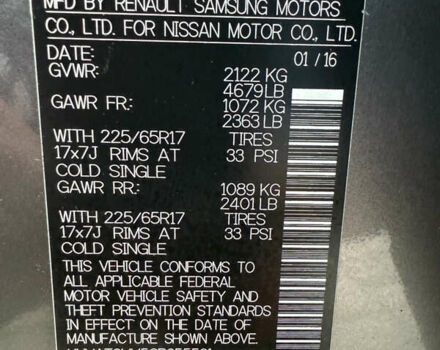 MFD BY RENAULT SAMSUNG MOTORS
CO., LTD. FOR NISSAN MOTOR CO., LTD.
DATE: 01/16
GVWR: 2122 KG
4679 LB
GAWR FR: 1072 KG
2363 LB
WITH 225/65R17 TIRES
17x7J RIMS AT 33 PSI
COLD SINGLE
GAWR RR: 1089 KG
2401 LB
WITH 225/65R17 TIRES
17x7J RIMS AT 33 PSI
COLD SINGLE
THIS VEHICLE CONFORMS TO
ALL APPLICABLE FEDERAL
MOTOR VEHICLE SAFETY AND
THEFT PREVENTION STANDARDS
IN EFFECT ON THE DATE OF
MANUFACTURE SHOWN ABOVE.